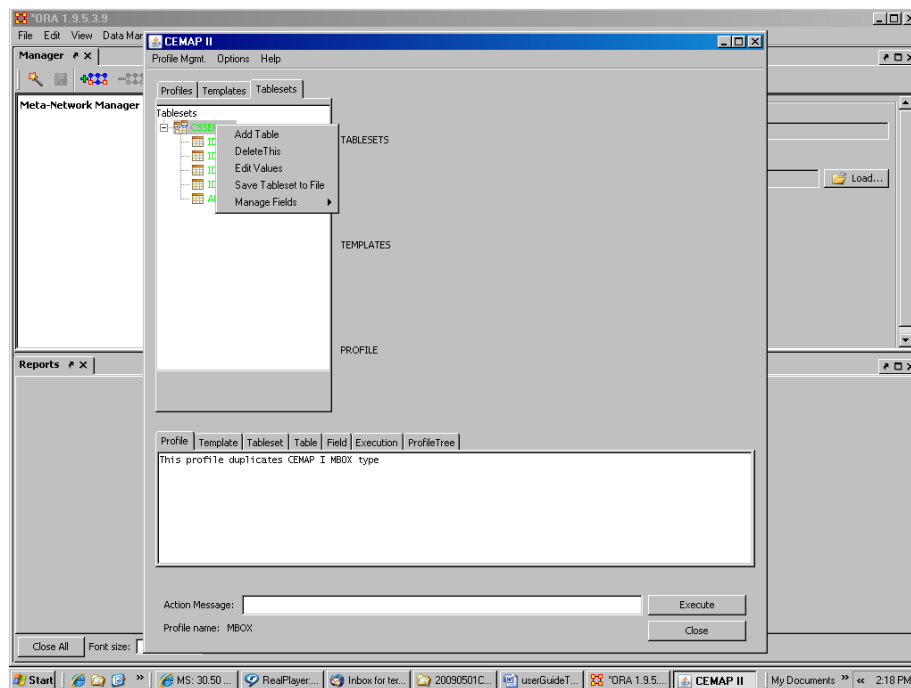 *ORA 1.9.5.3.9
File Edit View Data Mar
Manager
Meta-Network Manager
Load...
Reports
Close All Font size:
CEMAP II
Profile Mgmt. Options Help
Profiles Templates Tablesets
Tablesets
Add Table
DeleteThis
Edit Values
Save Tableset to File
Manage Fields
TABLESETS
TEMPLATES
PROFILE
Profile Template Tableset Table Field Execution ProfileTree
This profile duplicates CEMAP I MBOX type
Action Message: Execute
Profile name: MBOX Close
Start MS: 30.50 ... RealPlayer:... Inbox for ter... 20090501C... userGuideT... *ORA 1.9.5.... CEMAP II My Documents 2:18 PM